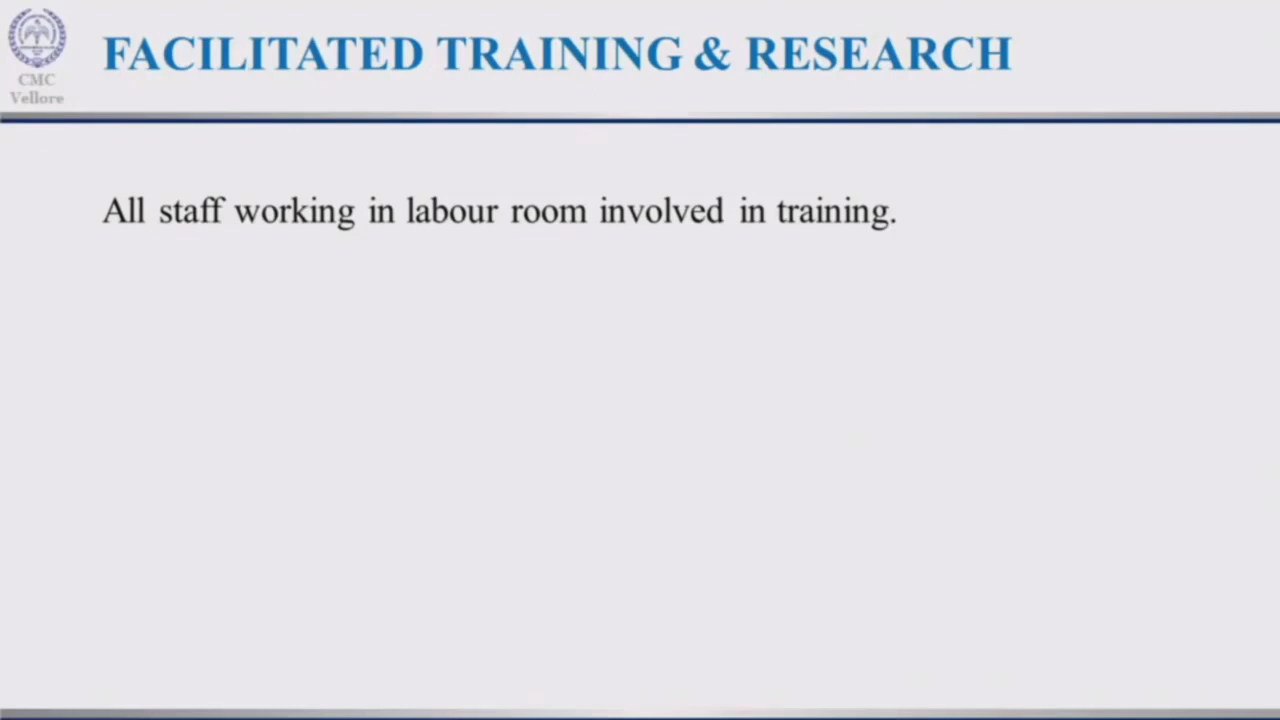 CMC
Vellore
FACILITATED TRAINING & RESEARCH
All staff working in labour room involved in training.